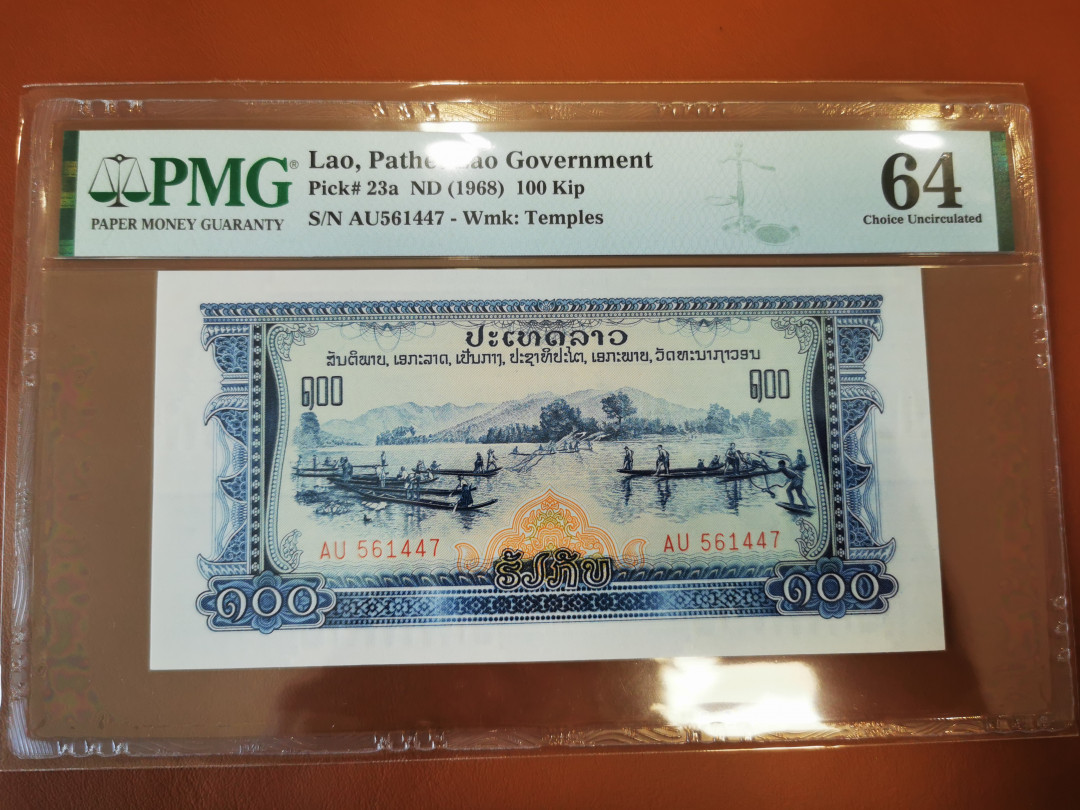 PMG®
PAPER MONEY GUARANTY
Lao, Pathet Lao Government
Pick# 23a ND (1968) 100 Kip
S/N AU561447 - Wmk: Temples
64
Choice Uncirculated
ປະເທດລາວ
ສັນຕິພາບ, ເອກະລາດ, ເປັນກາງ, ປະຊາທິປະໄຕ, ເອກະພາບ, ວັດທະນາຖາວອນ
໑໐໐ ໑໐໐
AU 561447 AU 561447
ຮ້ອຍກີບ
໑໐໐ ໑໐໐